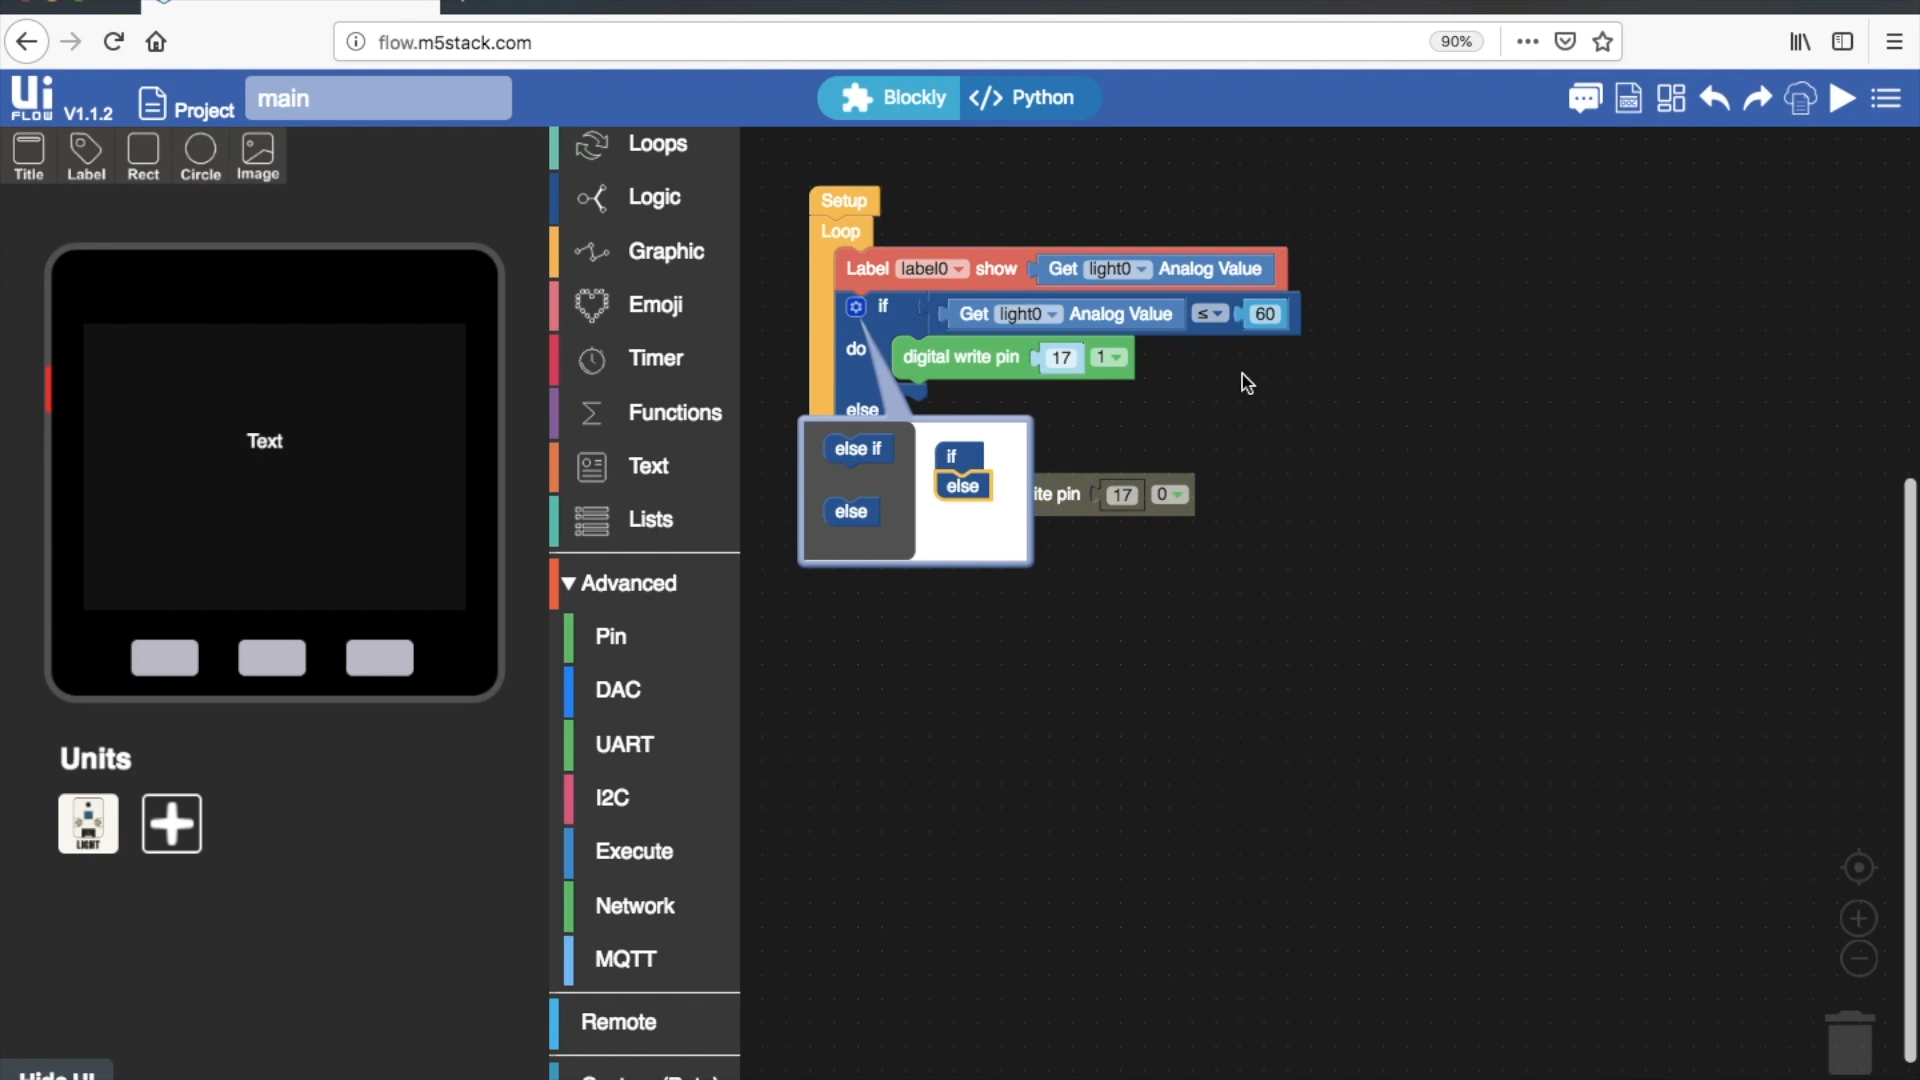 flow.m5stack.com
90%
Ui
FLOW
V1.1.2
Project
main
Blockly
</> Python
DOC
Title
Label
Rect
Circle
Image
Text
Units
LIGHT
Loops
Logic
Graphic
Emoji
Timer
Functions
Text
Lists
Advanced
Pin
DAC
UART
I2C
Execute
Network
MQTT
Remote
Setup
Loop
Label label0 show Get light0 Analog Value
if Get light0 Analog Value ≤ 60
do digital write pin 17 1
else
else if
else
if
else
ite pin 17 0